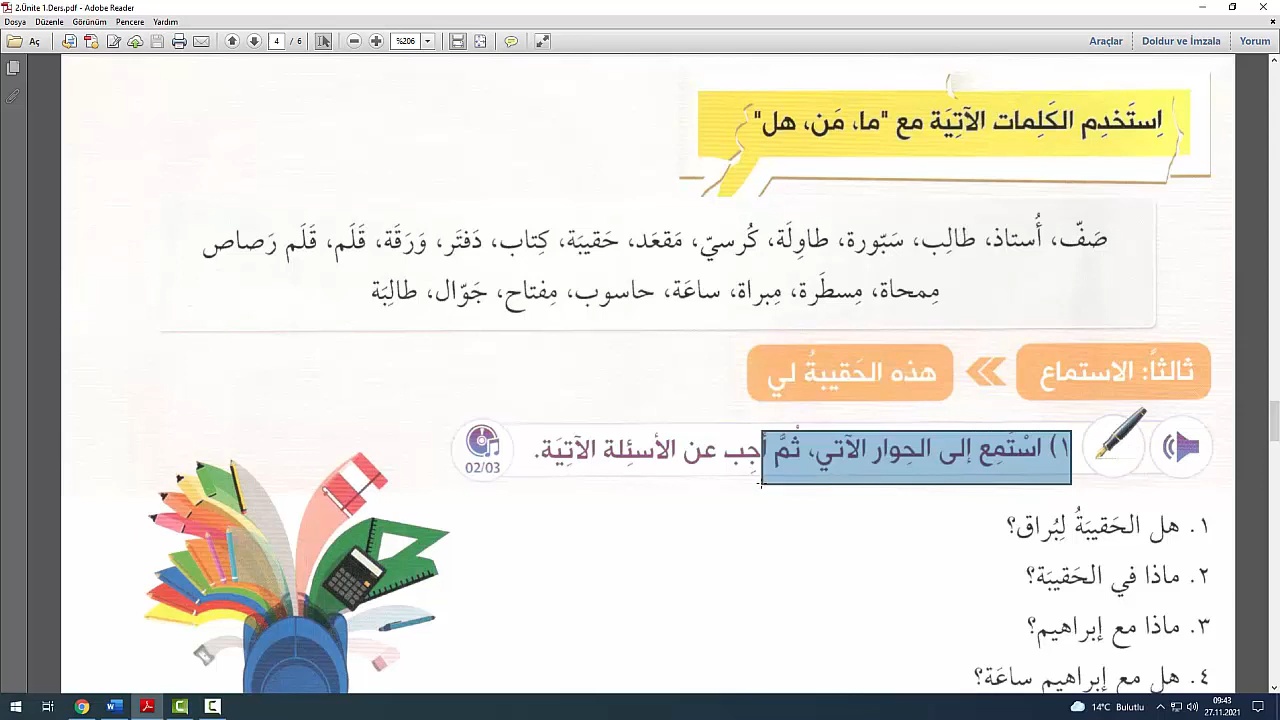 2.Ünite 1.Ders.pdf - Adobe Reader
Dosya Düzenle Görünüm Pencere Yardım
Aç 4 / 6 %206 Araçlar Doldur ve İmzala Yorum
اِستَخدِم الكَلِمات الآتِيَة مع "ما، مَن، هل"
صَفّ، أُستاذ، طالِب، سَبّورة، طاوِلَة، كُرسيّ، مَقعَد، حَقيبَة، كِتاب، دَفتَر، وَرَقَة، قَلَم، قَلَم رَصاص
مِمحاة، مِسطَرة، مِبراة، ساعَة، حاسوب، مِفتاح، جَوّال، طالِبَة
ثالثاً: الاستماع
هذه الحَقيبةُ لي
١) اسْتَمِع إلى الحِوار الآتي، ثُمَّ أَجِب عن الأسئِلة الآتِيَة.
02/03
١. هل الحَقيبَةُ لِبُراق؟
٢. ماذا في الحَقيبَة؟
٣. ماذا مع إبراهيم؟
٤. هل مع إبراهيم ساعَة؟
14°C Bulutlu
09:43
27.11.2021